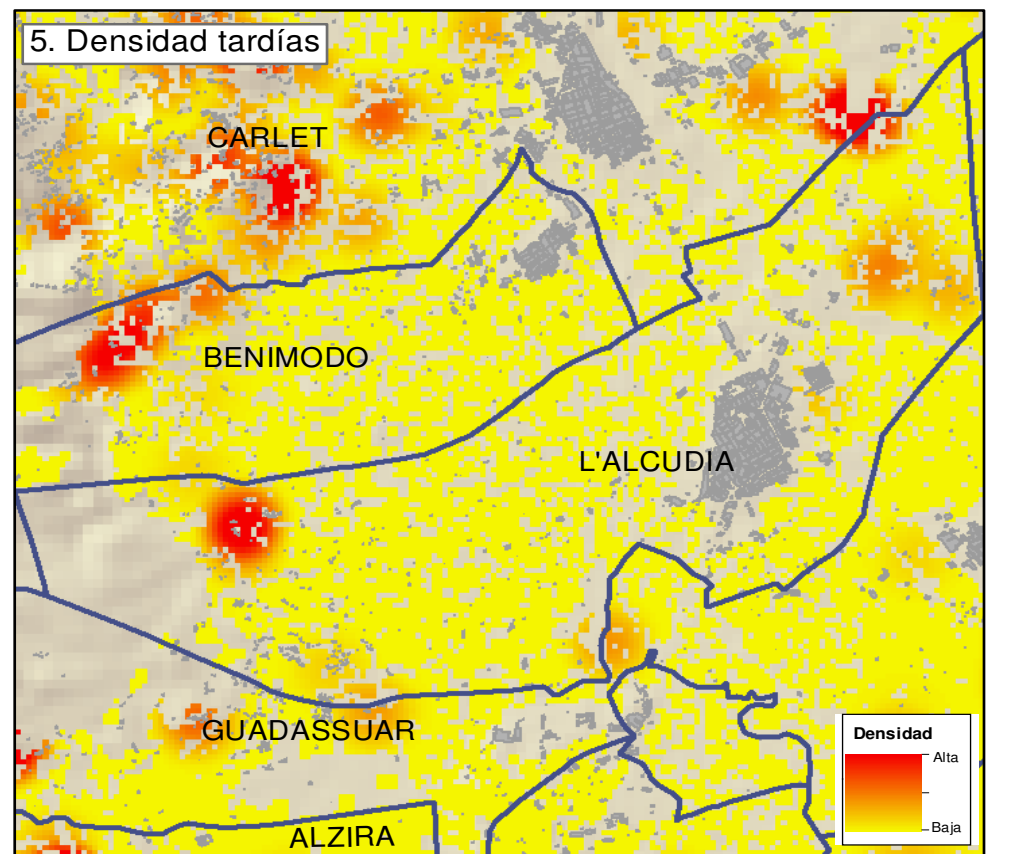 5. Densidad tardías
CARLET
BENIMODO
L'ALCUDIA
GUADASSUAR
ALZIRA
Densidad
Alta
Baja